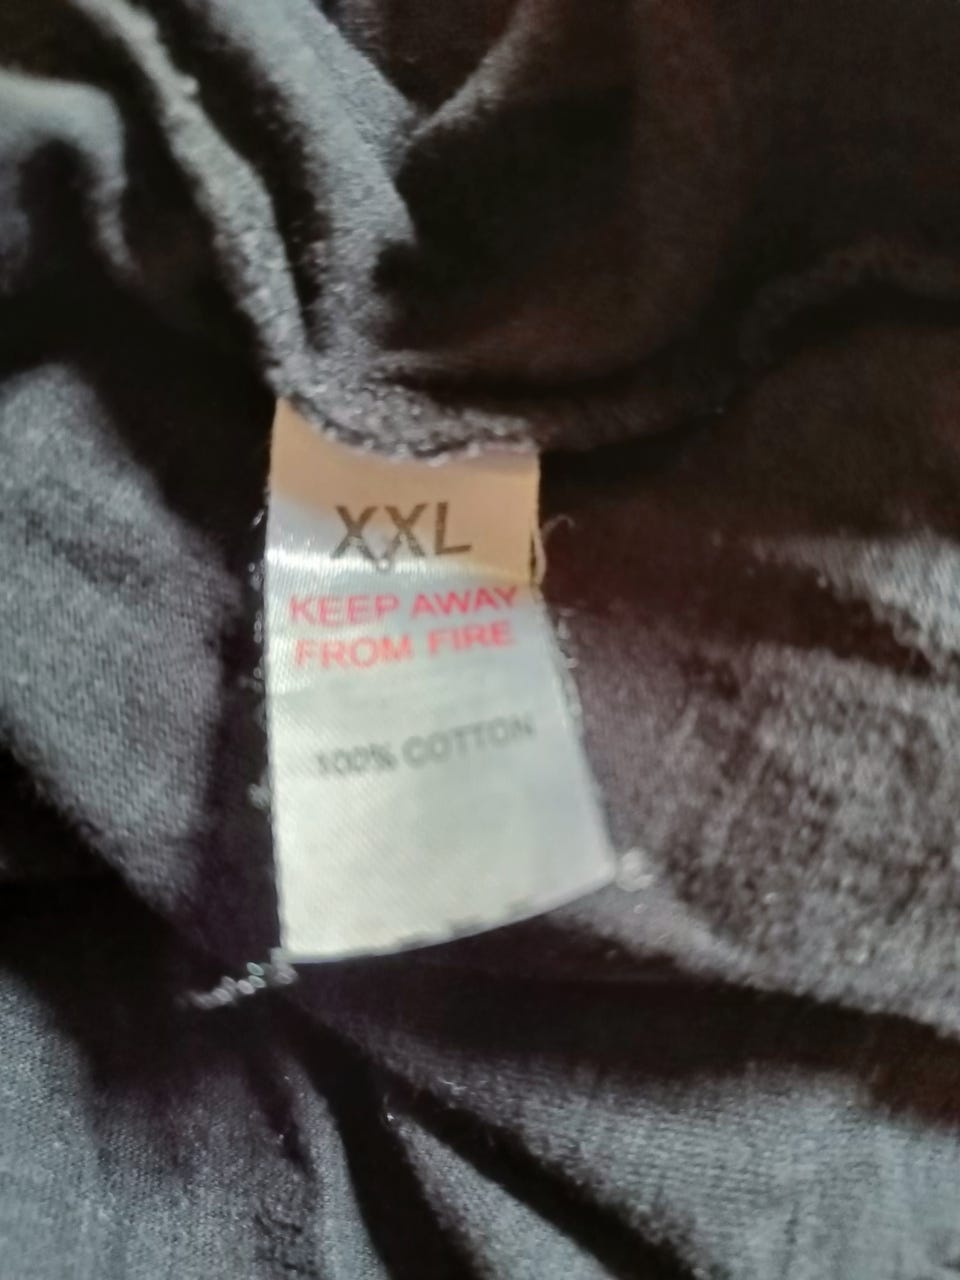 XXL
KEEP AWAY
FROM FIRE
100% COTTON